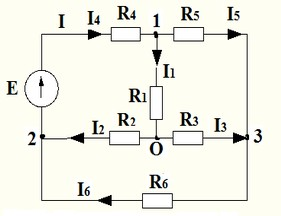 I I4 R4 1 R5 I5
I1
E R1
2 I2 R2 O R3 I3 3
I6 R6